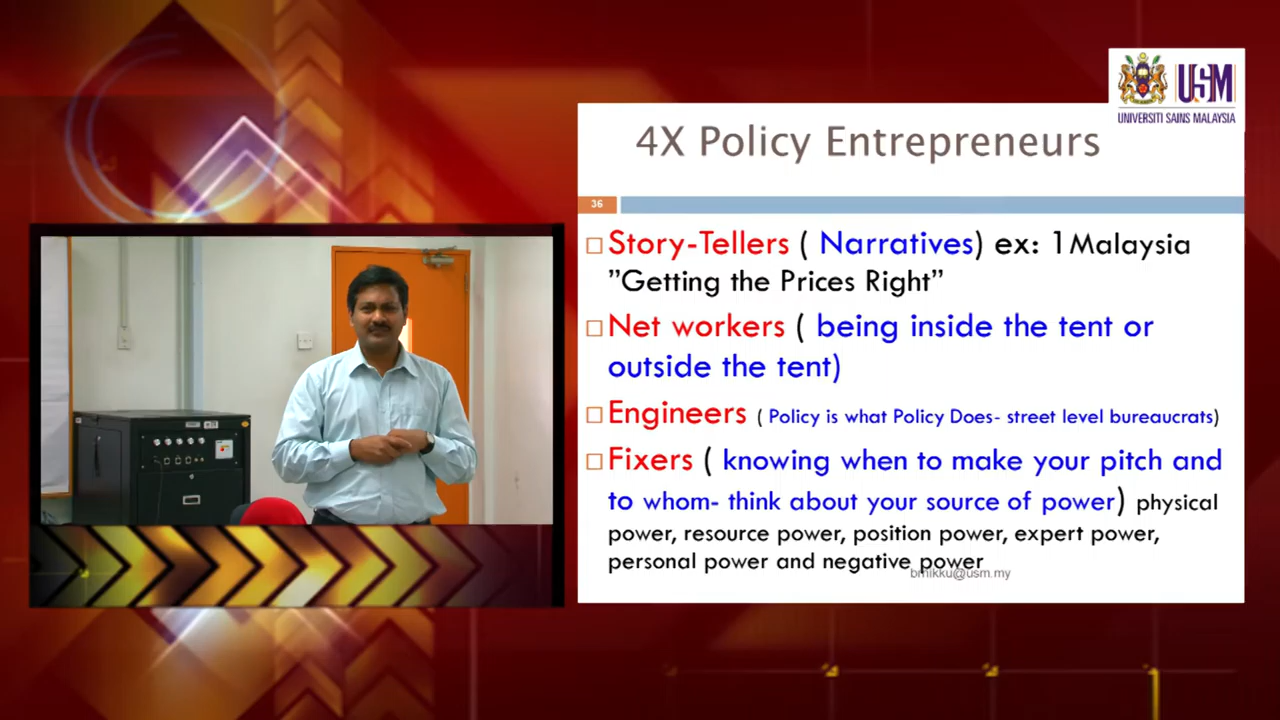 USM
UNIVERSITI SAINS MALAYSIA
4X Policy Entrepreneurs
36
Story-Tellers ( Narratives) ex: 1Malaysia
”Getting the Prices Right”
Net workers ( being inside the tent or
outside the tent)
Engineers ( Policy is what Policy Does- street level bureaucrats)
Fixers ( knowing when to make your pitch and
to whom- think about your source of power) physical
power, resource power, position power, expert power,
personal power and negative power
bmikku@usm.my